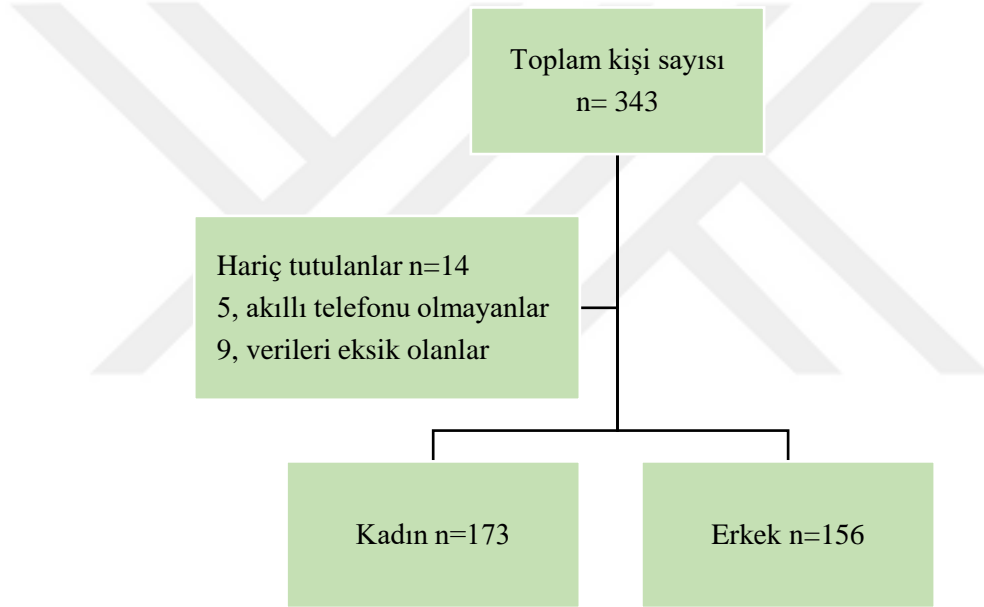 Toplam kişi sayısı
n= 343
Hariç tutulanlar n=14
5, akıllı telefonu olmayanlar
9, verileri eksik olanlar
Kadın n=173
Erkek n=156